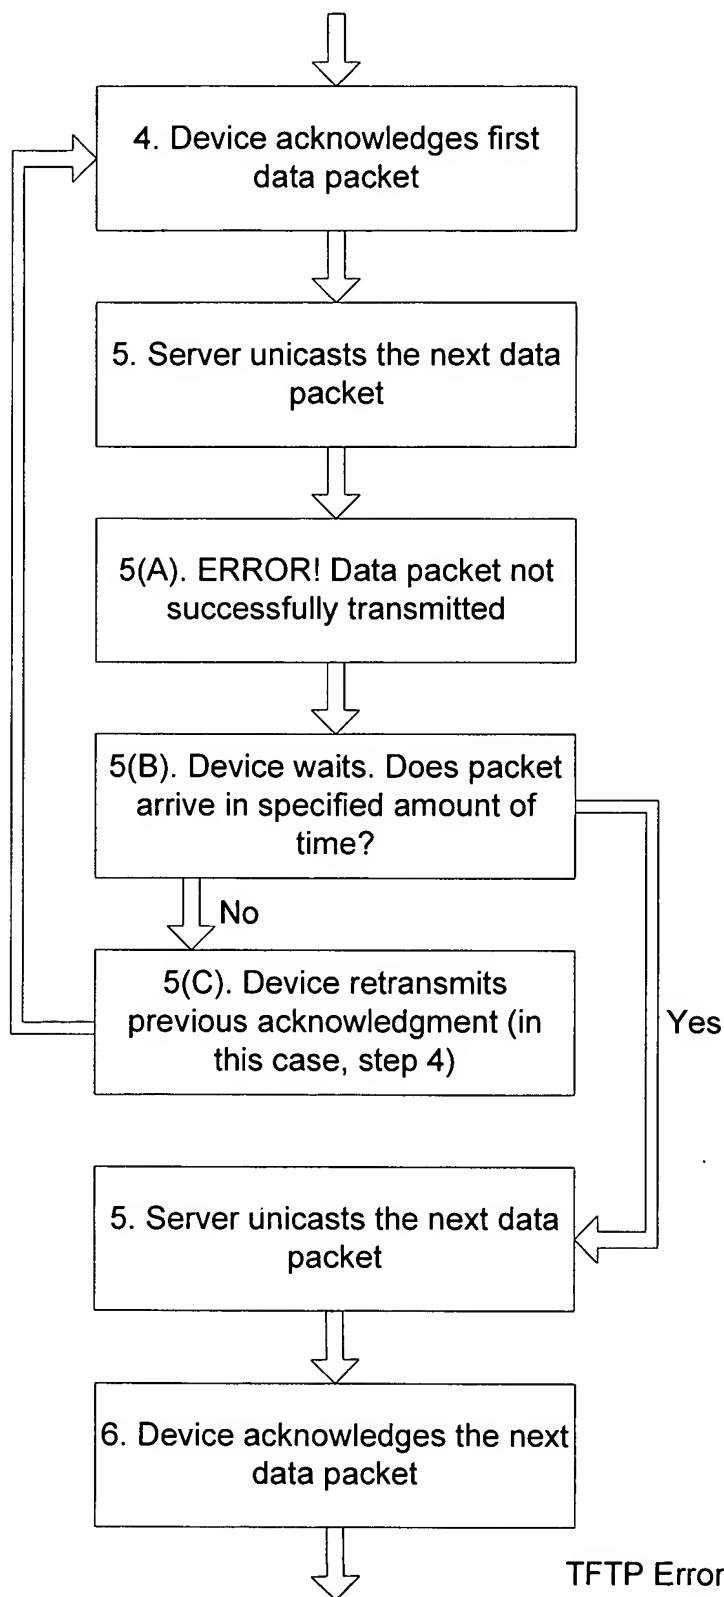 4. Device acknowledges first
data packet
5. Server unicasts the next data
packet
5(A). ERROR! Data packet not
successfully transmitted
5(B). Device waits. Does packet
arrive in specified amount of
time?
No
5(C). Device retransmits
previous acknowledgment (in
this case, step 4)
Yes
5. Server unicasts the next data
packet
6. Device acknowledges the next
data packet
TFTP Error